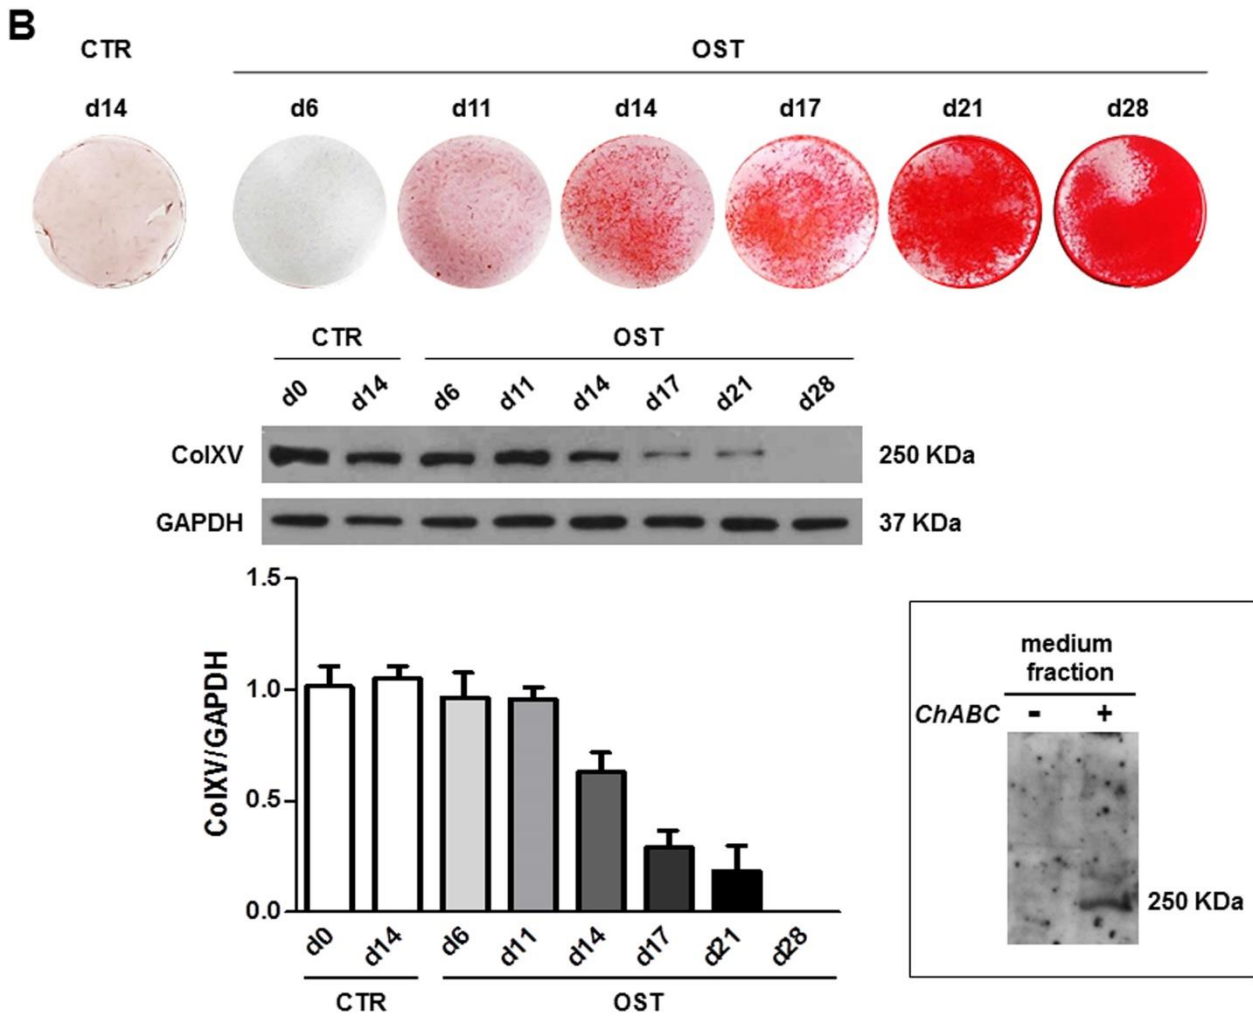 B
CTR OST
d14 d6 d11 d14 d17 d21 d28
CTR OST
d0 d14 d6 d11 d14 d17 d21 d28
ColXV 250 KDa
GAPDH 37 KDa
1.5
1.0
0.5
0.0
ColXV/GAPDH
d0 d14 d6 d11 d14 d17 d21 d28
CTR OST
medium
fraction
ChABC - +
250 KDa